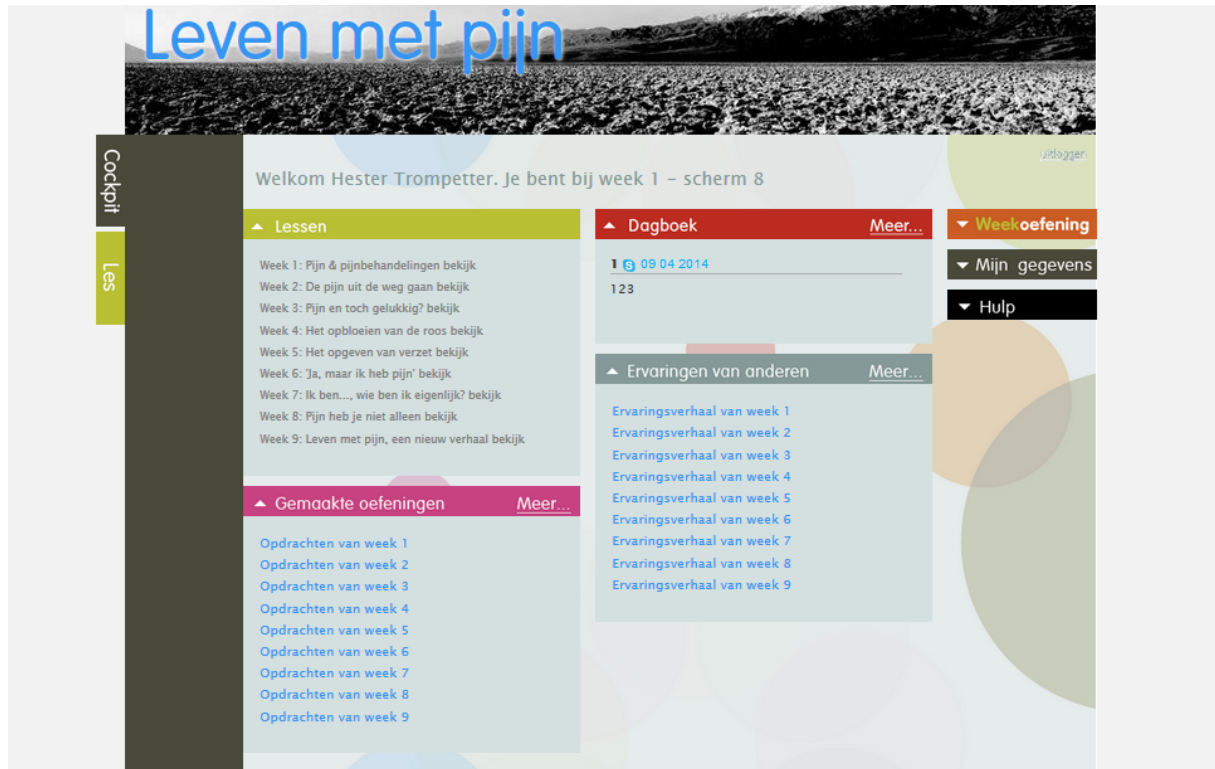 Leven met pijn
uitloggen
Cockpit
Les
Welkom Hester Trompetter. Je bent bij week 1 – scherm 8
Lessen
Week 1: Pijn & pijnbehandelingen bekijk
Week 2: De pijn uit de weg gaan bekijk
Week 3: Pijn en toch gelukkig? bekijk
Week 4: Het opbloeien van de roos bekijk
Week 5: Het opgeven van verzet bekijk
Week 6: 'Ja, maar ik heb pijn' bekijk
Week 7: Ik ben..., wie ben ik eigenlijk? bekijk
Week 8: Pijn heb je niet alleen bekijk
Week 9: Leven met pijn, een nieuw verhaal bekijk
Gemaakte oefeningen Meer...
Opdrachten van week 1
Opdrachten van week 2
Opdrachten van week 3
Opdrachten van week 4
Opdrachten van week 5
Opdrachten van week 6
Opdrachten van week 7
Opdrachten van week 8
Opdrachten van week 9
Dagboek Meer...
1 09 04 2014
123
Ervaringen van anderen Meer...
Ervaringsverhaal van week 1
Ervaringsverhaal van week 2
Ervaringsverhaal van week 3
Ervaringsverhaal van week 4
Ervaringsverhaal van week 5
Ervaringsverhaal van week 6
Ervaringsverhaal van week 7
Ervaringsverhaal van week 8
Ervaringsverhaal van week 9
Weekoefening
Mijn gegevens
Hulp